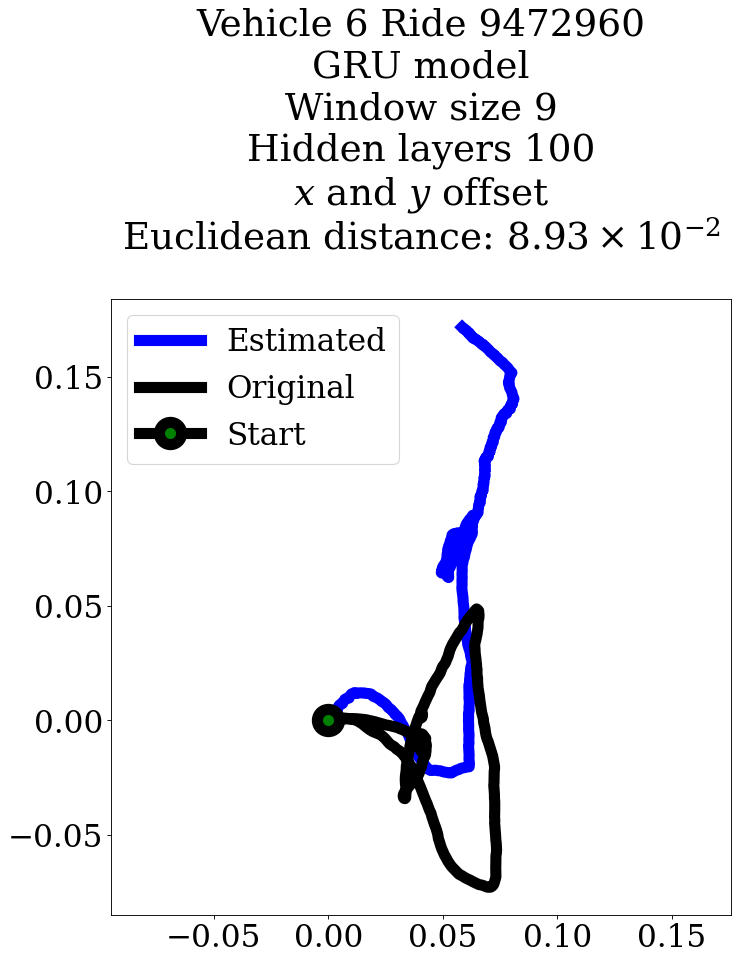 Vehicle 6 Ride 9472960
GRU model
Window size 9
Hidden layers 100
x and y offset
Euclidean distance: 8.93 × 10⁻²
Estimated
Original
Start
0.15
0.10
0.05
0.00
−0.05
−0.05 0.00 0.05 0.10 0.15